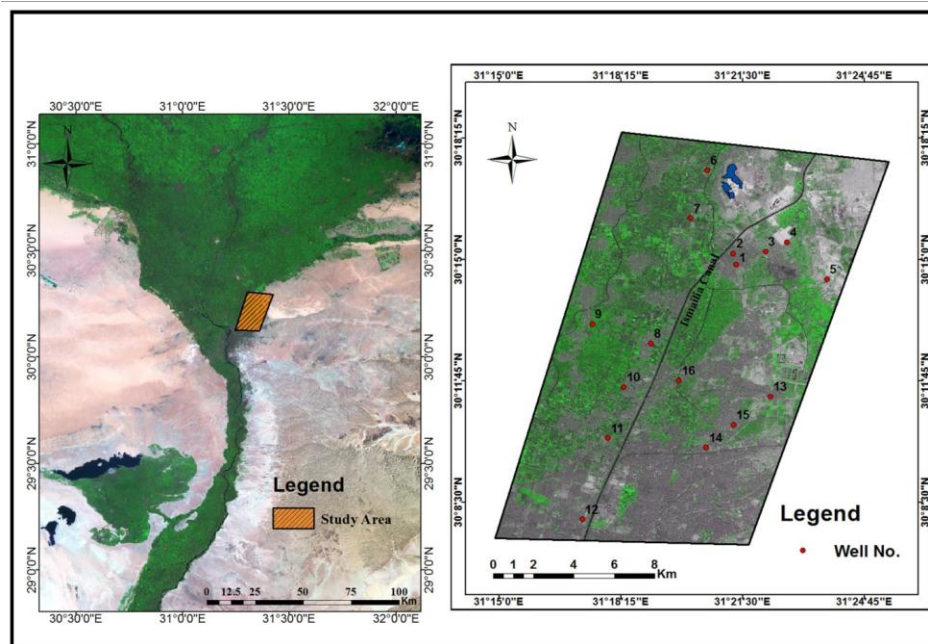 30°30'0"E 31°0'0"E 31°30'0"E 32°0'0"E
31°0'0"N
30°30'0"N
30°0'0"N
29°30'0"N
29°0'0"N
N
31°0'0"N
30°30'0"N
30°0'0"N
29°30'0"N
29°0'0"N
Legend
Study Area
0 12.5 25 50 75 100
Km
30°30'0"E 31°0'0"E 31°30'0"E 32°0'0"E
31°15'0"E 31°18'15"E 31°21'30"E 31°24'45"E
30°18'15"N
30°15'0"N
30°11'45"N
30°8'30"N
N
6
7
4
2
3
1
5
Ismailia Canal
9
8
16
10
13
15
11
14
12
30°18'15"N
30°15'0"N
30°11'45"N
30°8'30"N
Legend
Well No.
0 1 2 4 6 8
Km
31°15'0"E 31°18'15"E 31°21'30"E 31°24'45"E